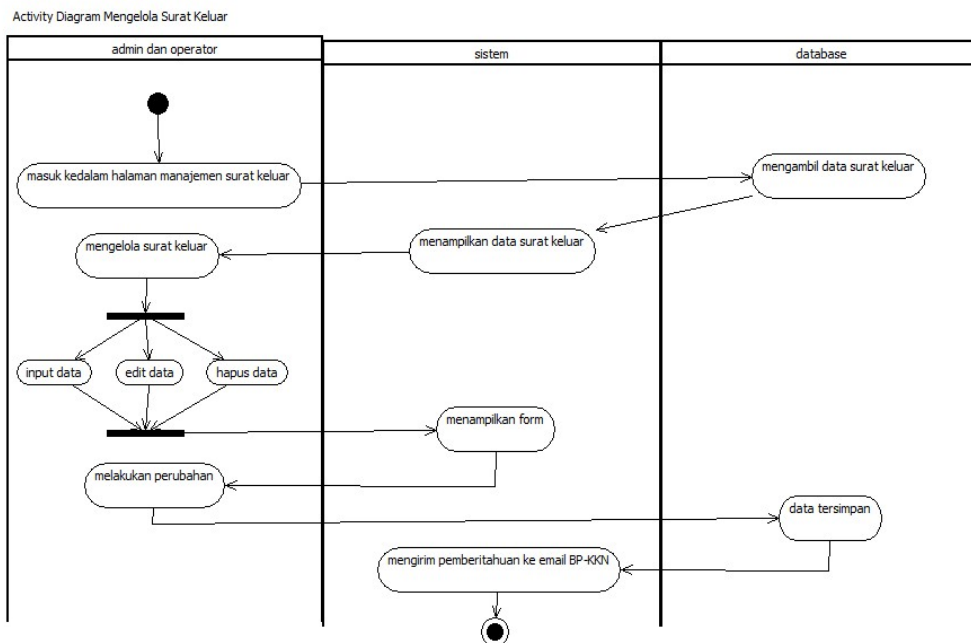 Activity Diagram Mengelola Surat Keluar
admin dan operator
sistem
database
masuk kedalam halaman manajemen surat keluar
mengambil data surat keluar
mengelola surat keluar
menampilkan data surat keluar
input data
edit data
hapus data
menampilkan form
melakukan perubahan
data tersimpan
mengirim pemberitahuan ke email BP-KKN